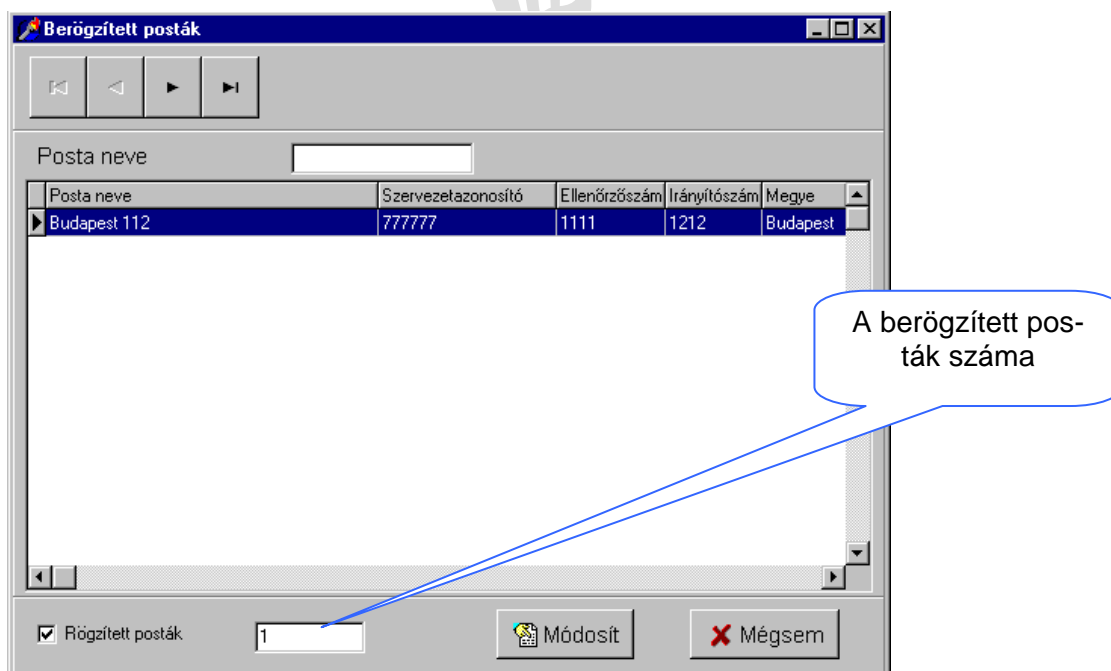 Berögzített posták
Posta neve
Posta neve Szervezetazonosító Ellenőrzőszám Irányítószám Megye
Budapest 112 777777 1111 1212 Budapest
A berögzített pos-
ták száma
Rögzített posták 1 Módosít Mégsem